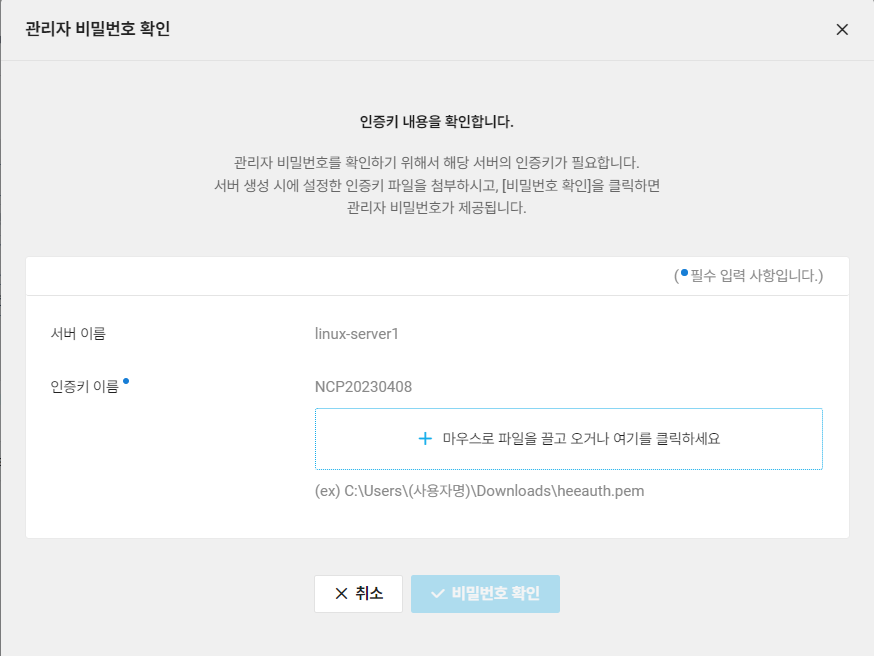 관리자 비밀번호 확인
인증키 내용을 확인합니다.
관리자 비밀번호를 확인하기 위해서 해당 서버의 인증키가 필요합니다.
서버 생성 시에 설정한 인증키 파일을 첨부하시고, [비밀번호 확인]을 클릭하면
관리자 비밀번호가 제공됩니다.
(● 필수 입력 사항입니다.)
서버 이름 linux-server1
인증키 이름 ● NCP20230408
+ 마우스로 파일을 끌고 오거나 여기를 클릭하세요
(ex) C:\Users\(사용자명)\Downloads\heeauth.pem
✕ 취소 ✓ 비밀번호 확인